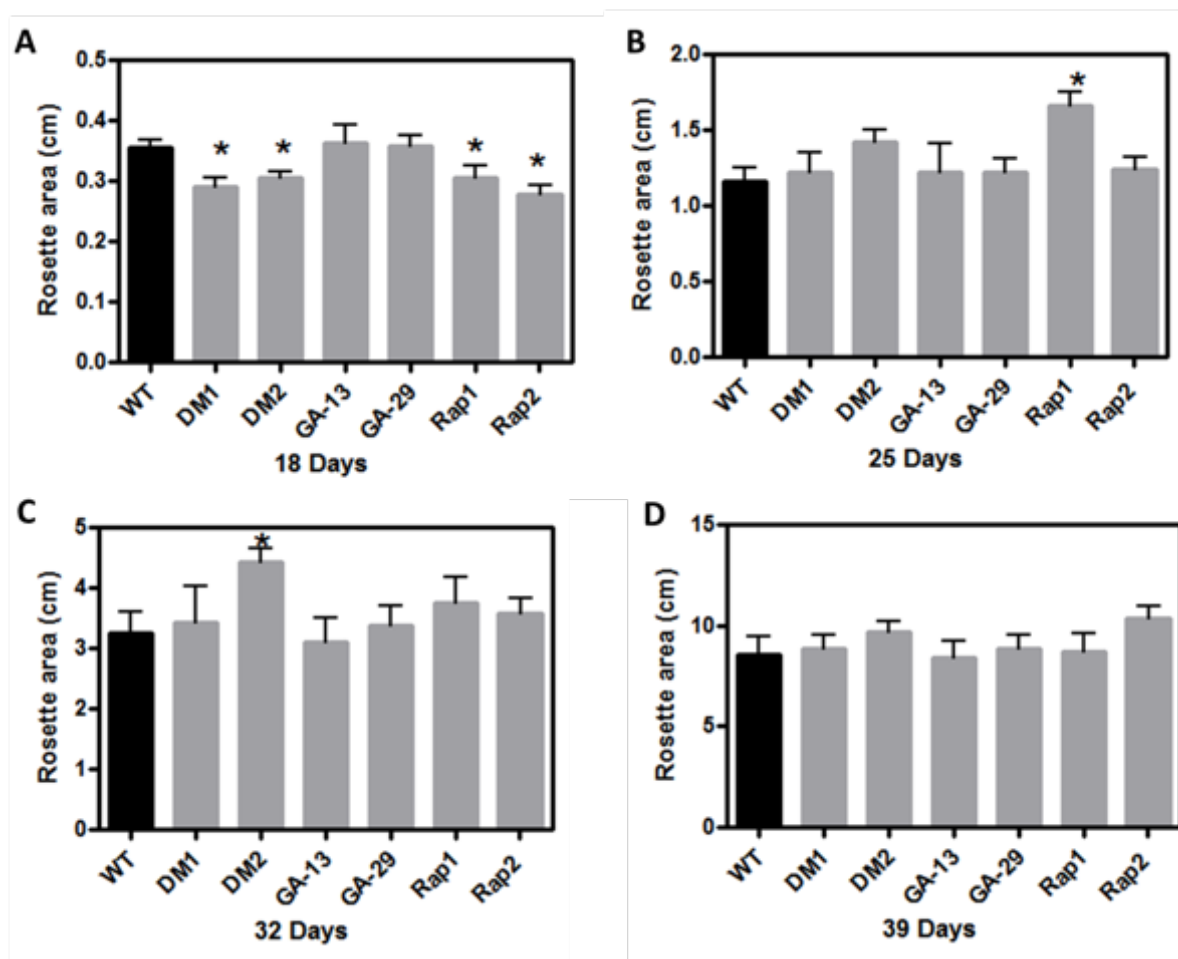 A
Rosette area (cm)
0.5
0.4
0.3
0.2
0.1
0.0
* * * *
WT DM1 DM2 GA-13 GA-29 Rap1 Rap2
18 Days
B
Rosette area (cm)
2.0
1.5
1.0
0.5
0.0
*
WT DM1 DM2 GA-13 GA-29 Rap1 Rap2
25 Days
C
Rosette area (cm)
5
4
3
2
1
0
*
WT DM1 DM2 GA-13 GA-29 Rap1 Rap2
32 Days
D
Rosette area (cm)
15
10
5
0
WT DM1 DM2 GA-13 GA-29 Rap1 Rap2
39 Days